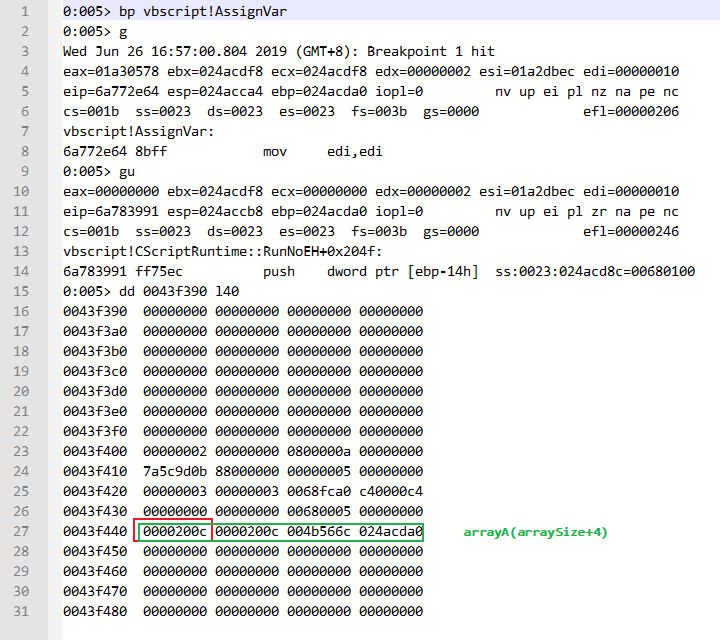 1 0:005> bp vbscript!AssignVar
2 0:005> g
3 Wed Jun 26 16:57:00.804 2019 (GMT+8): Breakpoint 1 hit
4 eax=01a30578 ebx=024acdf8 ecx=024acdf8 edx=00000002 esi=01a2dbec edi=00000010
5 eip=6a772e64 esp=024acca4 ebp=024acda0 iopl=0 nv up ei pl nz na pe nc
6 cs=001b ss=0023 ds=0023 es=0023 fs=003b gs=0000 efl=00000206
7 vbscript!AssignVar:
8 6a772e64 8bff mov edi,edi
9 0:005> gu
10 eax=00000000 ebx=024acdf8 ecx=00000000 edx=00000002 esi=01a2dbec edi=00000010
11 eip=6a783991 esp=024accb8 ebp=024acda0 iopl=0 nv up ei pl zr na pe nc
12 cs=001b ss=0023 ds=0023 es=0023 fs=003b gs=0000 efl=00000246
13 vbscript!CScriptRuntime::RunNoEH+0x204f:
14 6a783991 ff75ec push dword ptr [ebp-14h] ss:0023:024acd8c=00680100
15 0:005> dd 0043f390 l40
16 0043f390 00000000 00000000 00000000 00000000
17 0043f3a0 00000000 00000000 00000000 00000000
18 0043f3b0 00000000 00000000 00000000 00000000
19 0043f3c0 00000000 00000000 00000000 00000000
20 0043f3d0 00000000 00000000 00000000 00000000
21 0043f3e0 00000000 00000000 00000000 00000000
22 0043f3f0 00000000 00000000 00000000 00000000
23 0043f400 00000002 00000000 0800000a 00000000
24 0043f410 7a5c9d0b 88000000 00000005 00000000
25 0043f420 00000003 00000003 0068fca0 c40000c4
26 0043f430 00000000 00000000 00680005 00000000
27 0043f440 0000200c 0000200c 004b566c 024acda0 arrayA(arraySize+4)
28 0043f450 00000000 00000000 00000000 00000000
29 0043f460 00000000 00000000 00000000 00000000
30 0043f470 00000000 00000000 00000000 00000000
31 0043f480 00000000 00000000 00000000 00000000